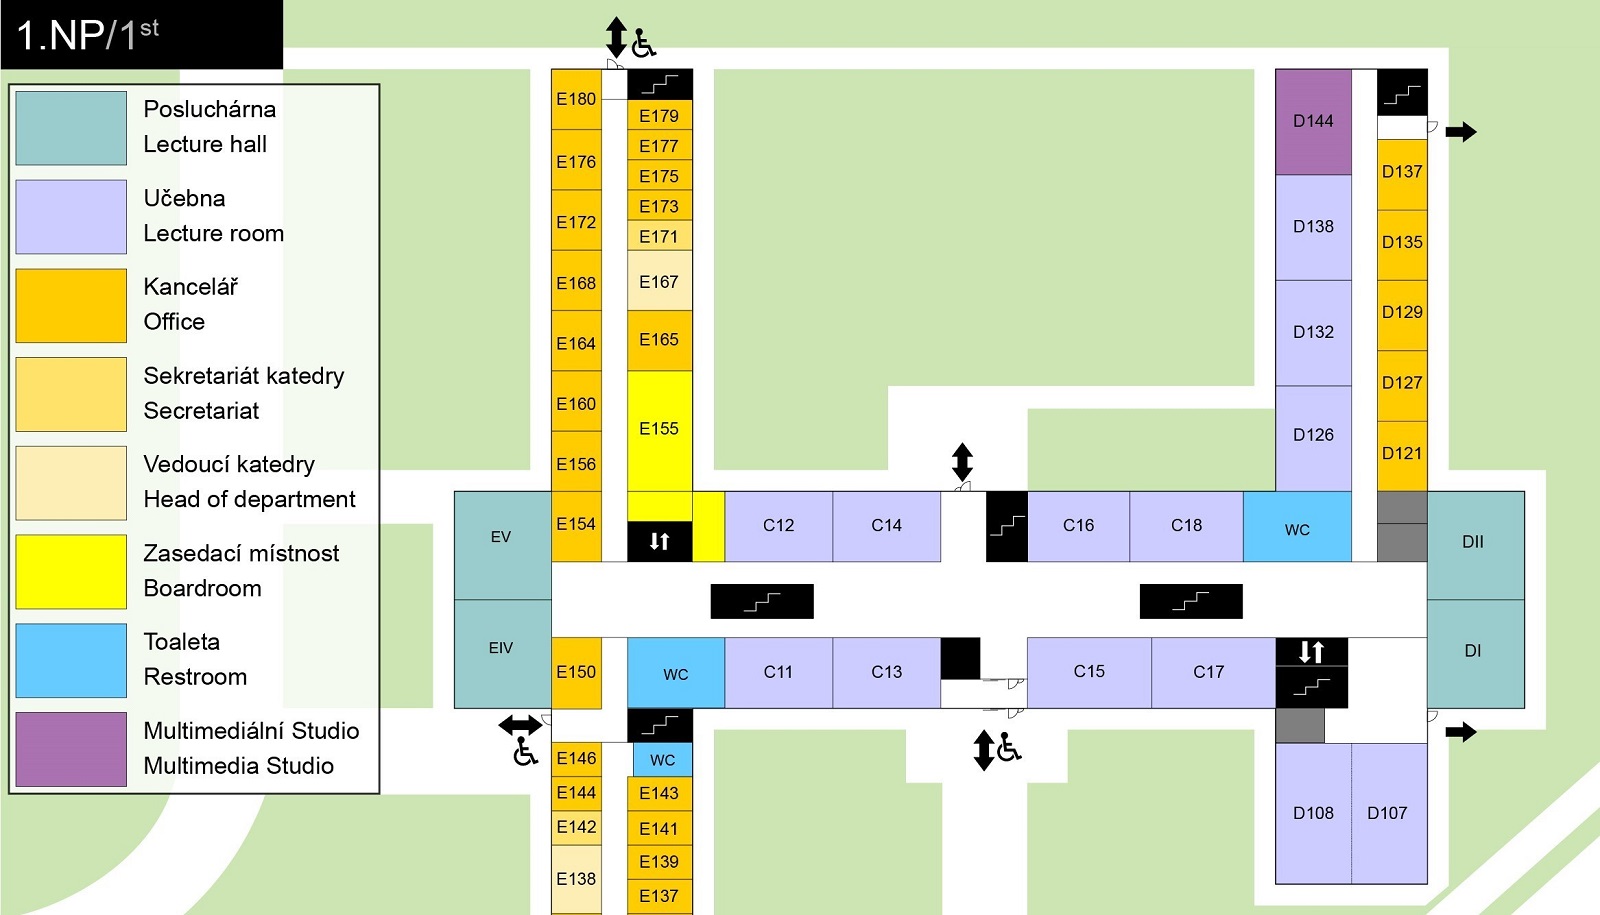 1.NP/1st
Posluchárna
Lecture hall
Učebna
Lecture room
Kancelář
Office
Sekretariát katedry
Secretariat
Vedoucí katedry
Head of department
Zasedací místnost
Boardroom
Toaleta
Restroom
Multimediální Studio
Multimedia Studio
E180
E176
E172
E168
E164
E160
E156
E154
E179
E177
E175
E173
E171
E167
E165
E155
D144
D138
D132
D126
D137
D135
D129
D127
D121
EV
EIV
C12
C14
C16
C18
WC
DII
DI
E150
WC
C11
C13
C15
C17
E146
E144
E142
E138
WC
E143
E141
E139
E137
D108
D107